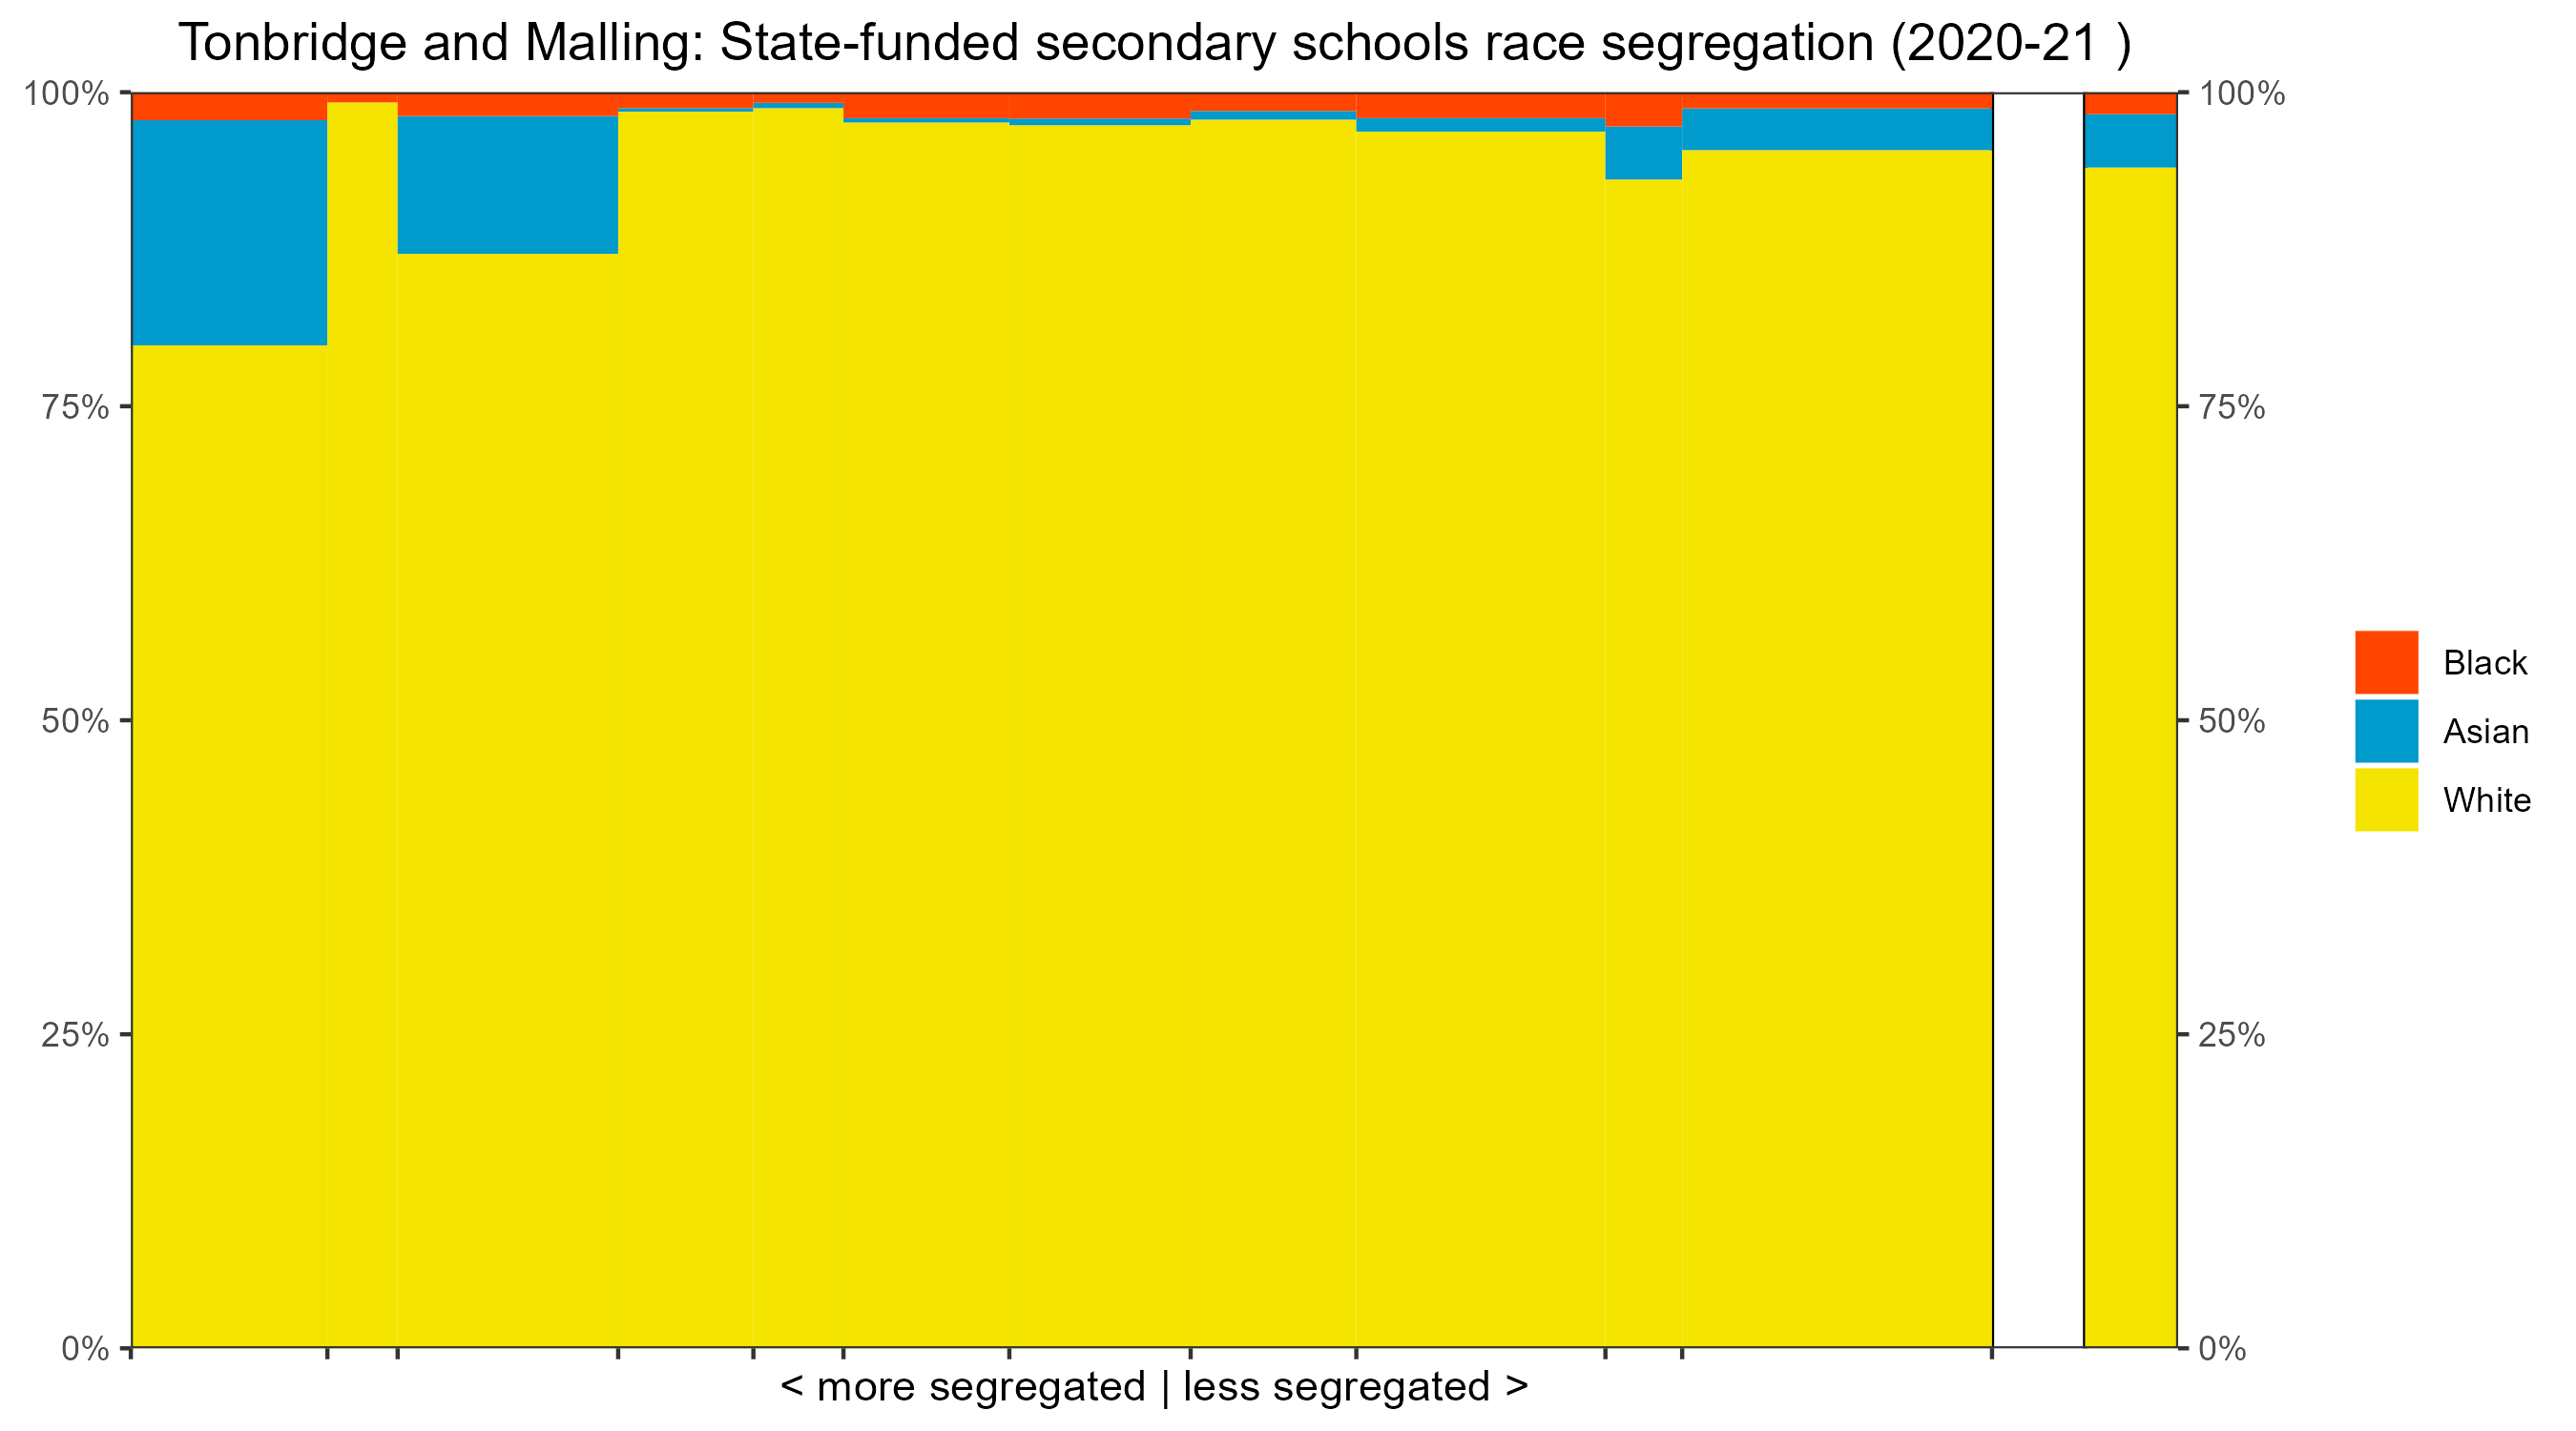 Tonbridge and Malling: State-funded secondary schools race segregation (2020-21 )
100%
75%
50%
25%
0%
100%
75%
50%
25%
0%
Black
Asian
White
< more segregated | less segregated >